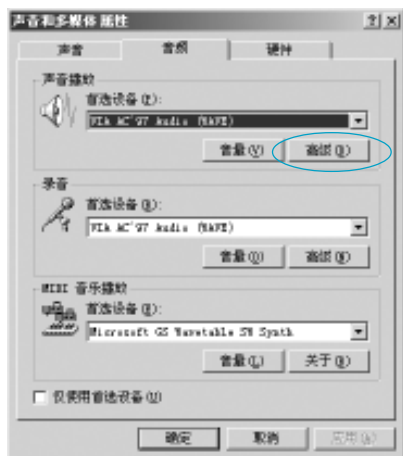 声音和多媒体 属性
声音 音频 硬件
声音播放
首选设备(P):
VIA AC'97 Audio (WAVE)
音量(V) 高级(D)
录音
首选设备(R):
VIA AC'97 Audio (WAVE)
音量(O) 高级(N)
MIDI 音乐播放
首选设备(F):
Microsoft GS Wavetable SW Synth
音量(L) 关于(B)
仅使用首选设备(U)
确定 取消 应用(A)